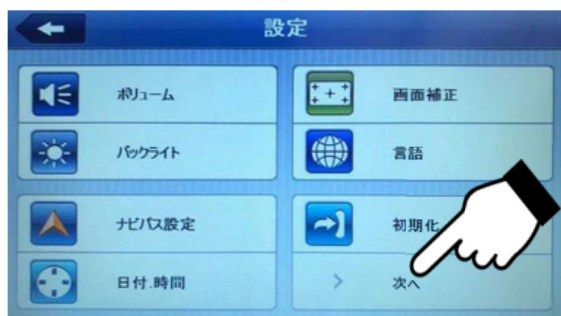 設定
ボリューム
画面補正
バックライト
言語
ナビパス設定
初期化
日付.時間
次へ